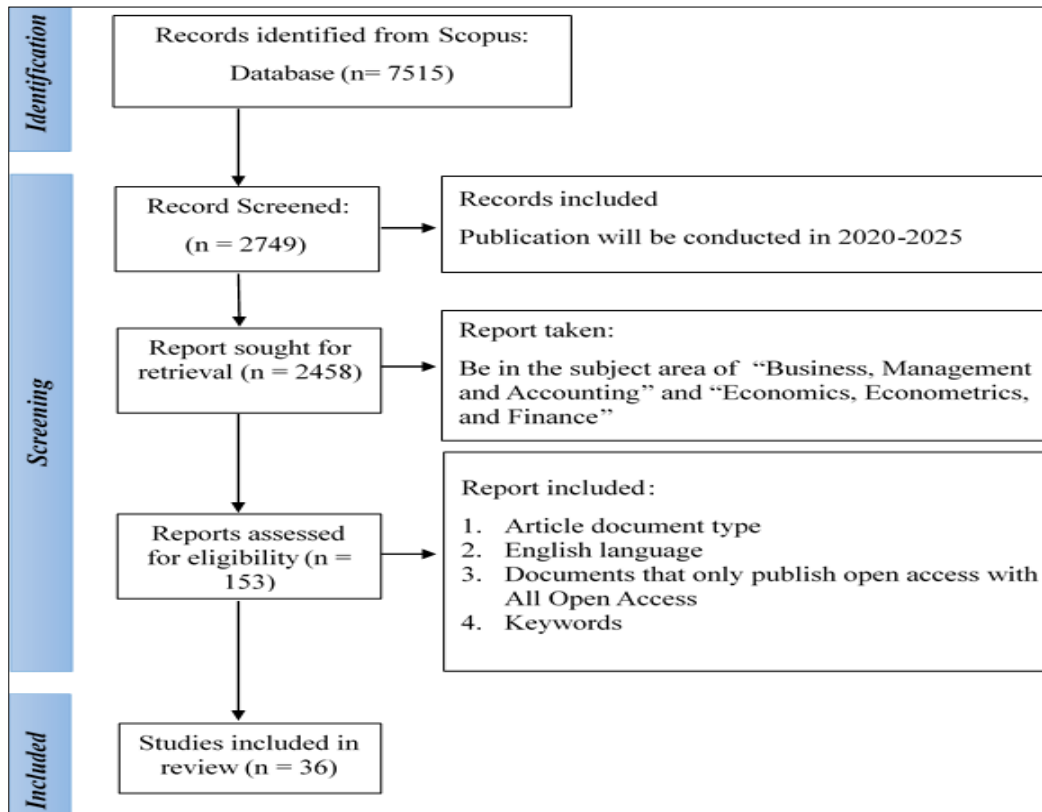 Identification
Records identified from Scopus:
Database (n= 7515)
Screening
Record Screened:
(n = 2749)
Records included
Publication will be conducted in 2020-2025
Report sought for
retrieval (n = 2458)
Report taken:
Be in the subject area of “Business, Management
and Accounting” and “Economics, Econometrics,
and Finance”
Reports assessed
for eligibility (n =
153)
Report included:
1. Article document type
2. English language
3. Documents that only publish open access with
All Open Access
4. Keywords
Included
Studies included in
review (n = 36)